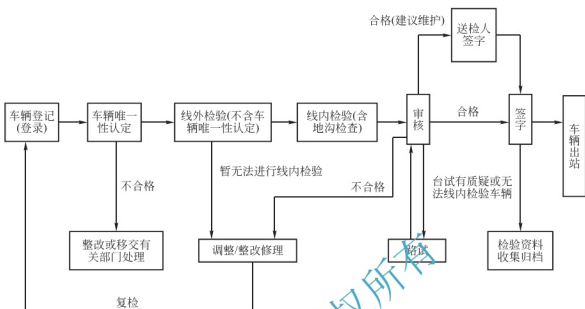 合格(建议维护)
送检人
签字
车辆登记
(登录)
车辆唯一
性认定
线外检验(不含车
辆唯一性认定)
线内检验(含
地沟检查)
审核
合格
签字
车辆出站
不合格
暂无法进行线内检验
不合格
台试有质疑或无
法线内检验车辆
整改或移交有
关部门处理
调整/整改修理
路试
检验资料
收集归档
复检
权所有